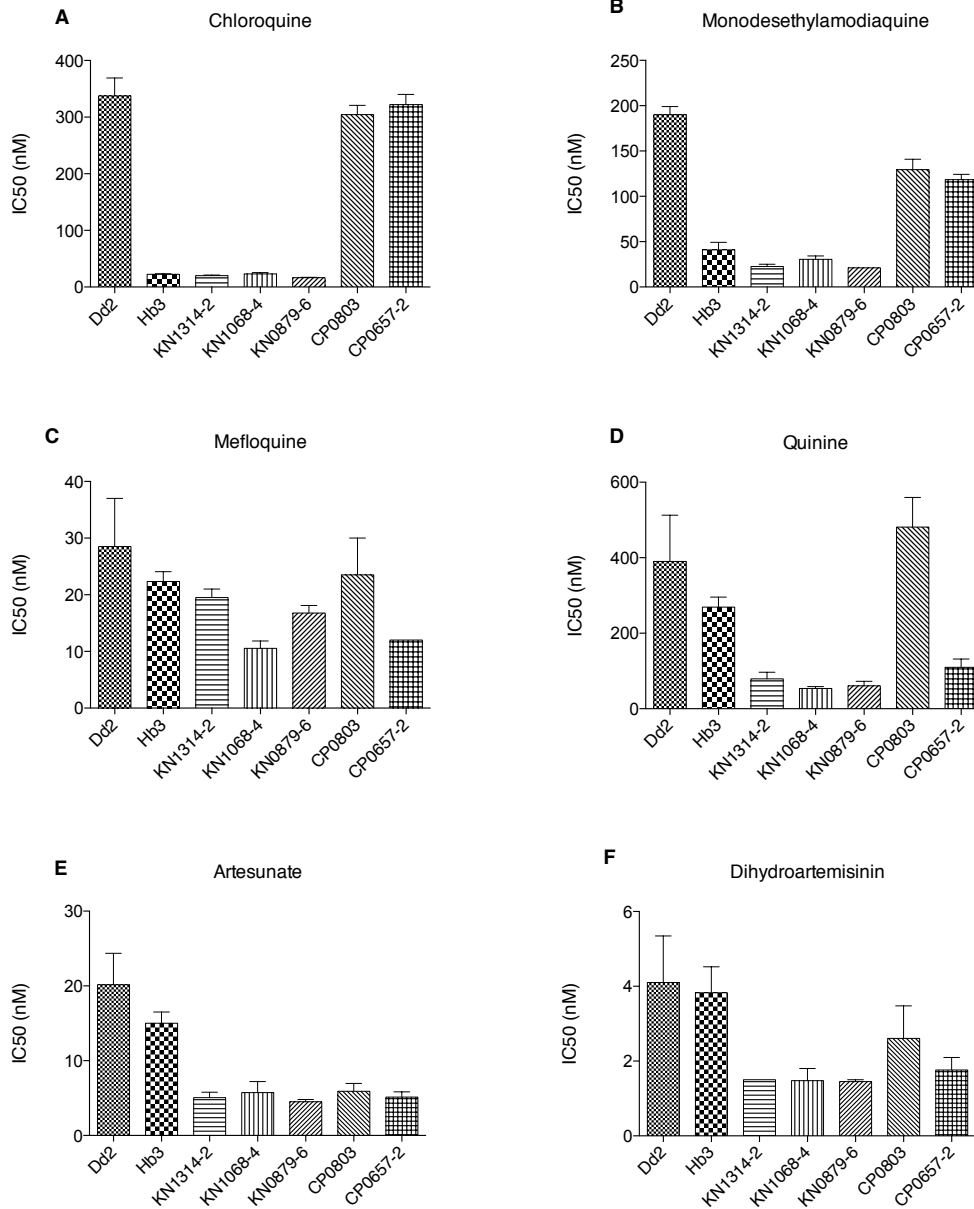 A
Chloroquine
IC50 (nM)
400
300
200
100
0
Dd2
Hb3
KN1314-2
KN1068-4
KN0879-6
CP0803
CP0657-2
B
Monodesethylamodiaquine
IC50 (nM)
250
200
150
100
50
0
Dd2
Hb3
KN1314-2
KN1068-4
KN0879-6
CP0803
CP0657-2
C
Mefloquine
IC50 (nM)
40
30
20
10
0
Dd2
Hb3
KN1314-2
KN1068-4
KN0879-6
CP0803
CP0657-2
D
Quinine
IC50 (nM)
600
400
200
0
Dd2
Hb3
KN1314-2
KN1068-4
KN0879-6
CP0803
CP0657-2
E
Artesunate
IC50 (nM)
30
20
10
0
Dd2
Hb3
KN1314-2
KN1068-4
KN0879-6
CP0803
CP0657-2
F
Dihydroartemisinin
IC50 (nM)
6
4
2
0
Dd2
Hb3
KN1314-2
KN1068-4
KN0879-6
CP0803
CP0657-2